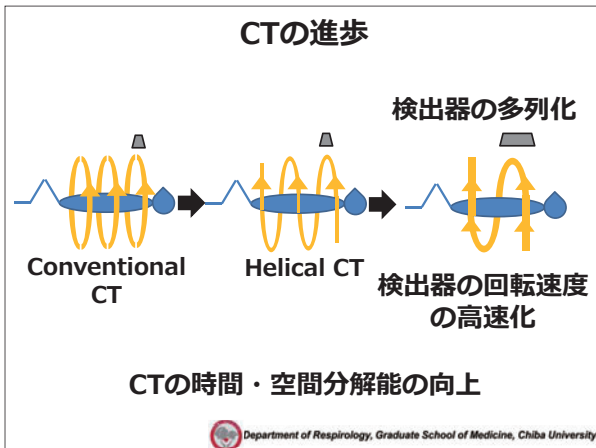 CTの進歩
検出器の多列化
Conventional
CT
Helical CT
検出器の回転速度
の高速化
CTの時間・空間分解能の向上
Department of Respirology, Graduate School of Medicine, Chiba University